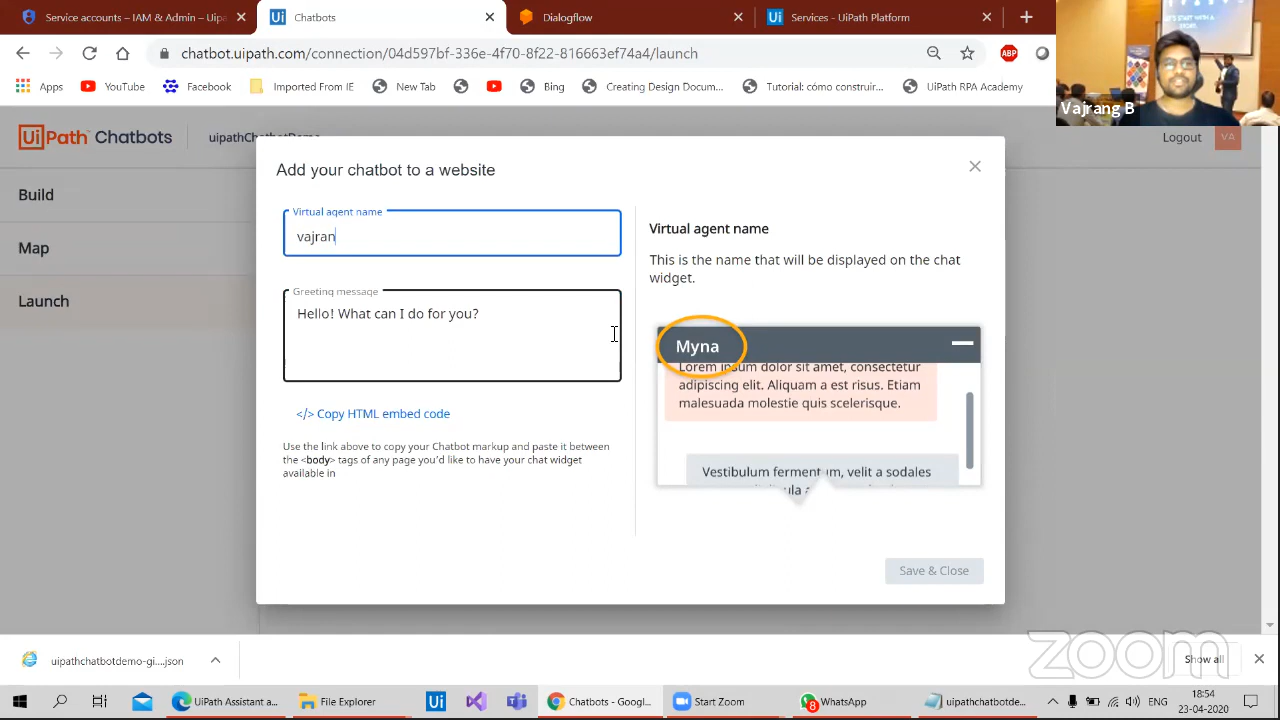 Service accounts – IAM & Admin – Uip
Chatbots
Dialogflow
Services - UiPath Platform
chatbot.uipath.com/connection/04d597bf-336e-4f70-8f22-816663ef74a4/launch
ABP
Apps
YouTube
Facebook
Imported From IE
New Tab
Bing
Creating Design Docum...
Tutorial: cómo construir...
UiPath RPA Academy
LET'S START WITH A
Vajrang B
UiPath Chatbots
uipathChatbotDemo
Logout
VA
Build
Map
Launch
Add your chatbot to a website
Virtual agent name
vajran
Greeting message
Hello! What can I do for you?
</> Copy HTML embed code
Use the link above to copy your Chatbot markup and paste it between
the <body> tags of any page you'd like to have your chat widget
available in
Virtual agent name
This is the name that will be displayed on the chat
widget.
Myna
Lorem ipsum dolor sit amet, consectetur
adipiscing elit. Aliquam a est risus. Etiam
malesuada molestie quis scelerisque.
Vestibulum fermentum, velit a sodales
Save & Close
uipathchatbotdemo-gi....json
Show all
zoom
UiPath Assistant a...
File Explorer
Ui
Chatbots - Googl...
Start Zoom
8
WhatsApp
uipathchatbotde...
ENG
18:54
23-04-2020